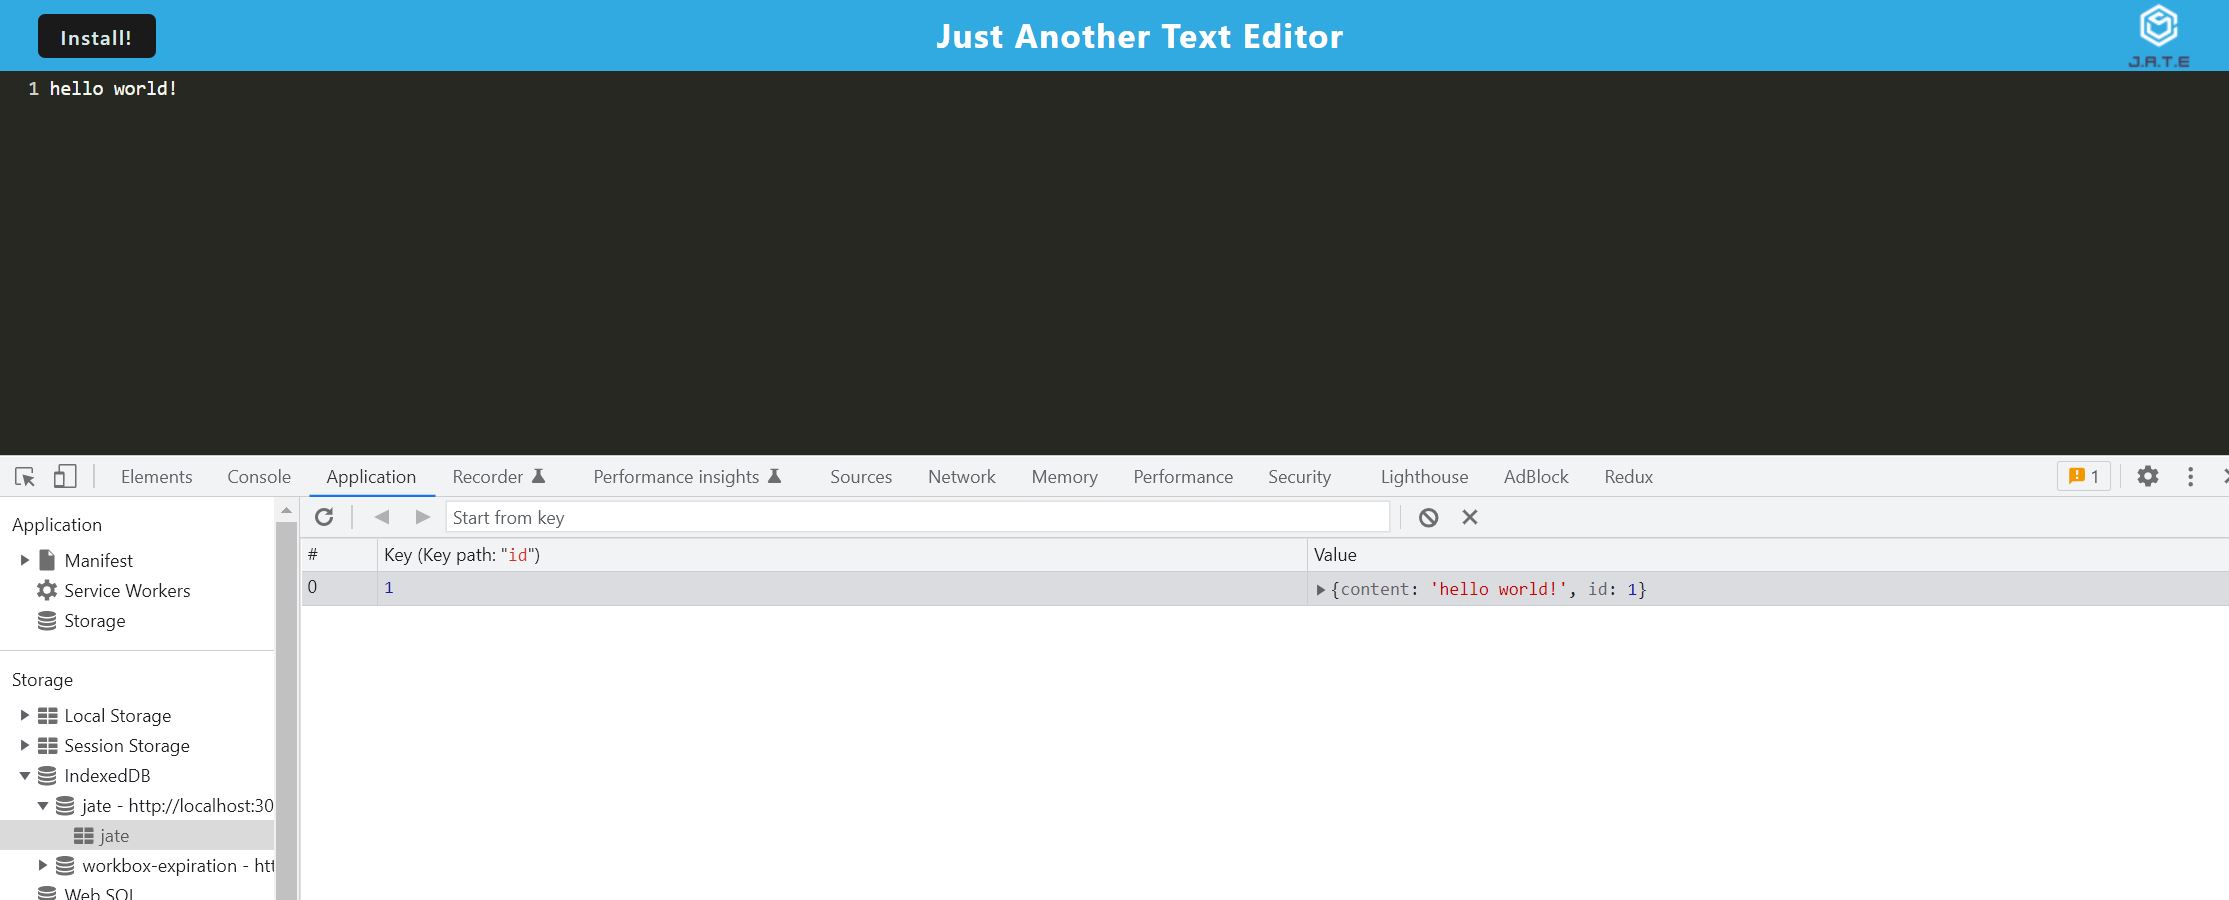 Install!
Just Another Text Editor
J.A.T.E
1 hello world!
Elements Console Application Recorder Performance insights Sources Network Memory Performance Security Lighthouse AdBlock Redux 1
Application
Manifest
Service Workers
Storage
Storage
Local Storage
Session Storage
IndexedDB
jate - http://localhost:30
jate
workbox-expiration - htt
Web SQL
Start from key
# Key (Key path: "id") Value
0 1 {content: 'hello world!', id: 1}